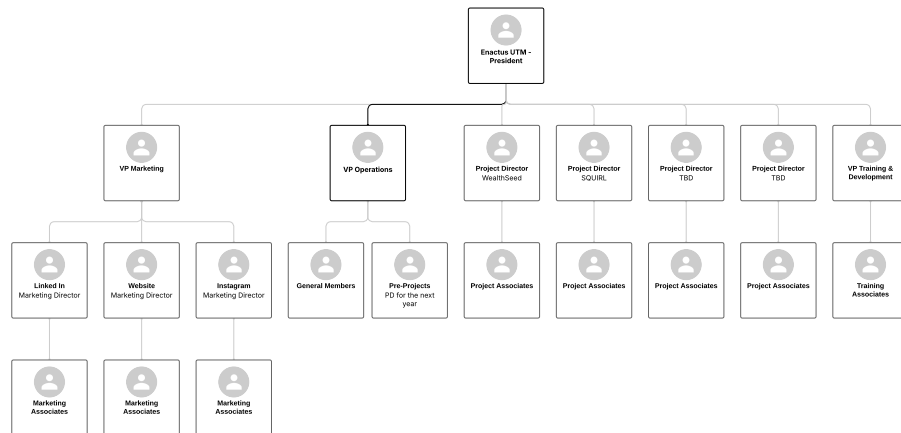 Enactus UTM -
President
VP Marketing
VP Operations
Project Director
WealthSeed
Project Director
SQUIRL
Project Director
TBD
Project Director
TBD
VP Training &
Development
Linked In
Marketing Director
Website
Marketing Director
Instagram
Marketing Director
General Members
Pre-Projects
PD for the next
year
Project Associates
Project Associates
Project Associates
Project Associates
Training
Associates
Marketing
Associates
Marketing
Associates
Marketing
Associates